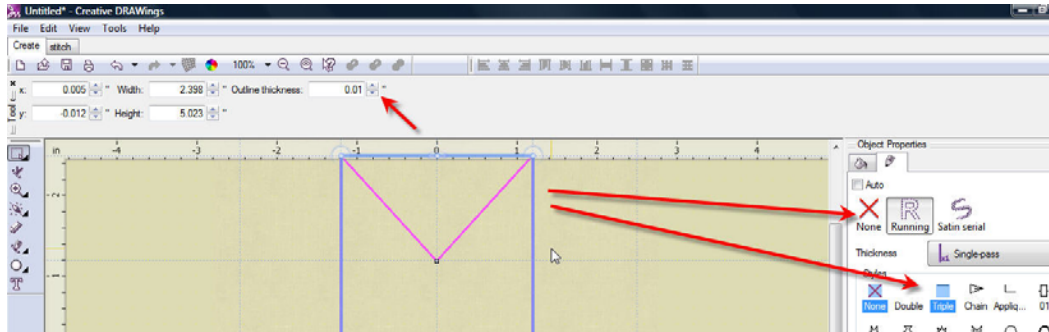 Untitled* - Creative DRAWings
File Edit View Tools Help
Create stitch
100%
x: 0.005 " Width: 2.398 " Outline thickness: 0.01 "
y: -0.012 " Height: 5.023 "
in -4 -3 -2 -1 0 1 2 3 4
Object Properties
Auto
None Running Satin serial
Thickness x1 Single-pass
Styles
None Double Triple Chain Appliq... 01